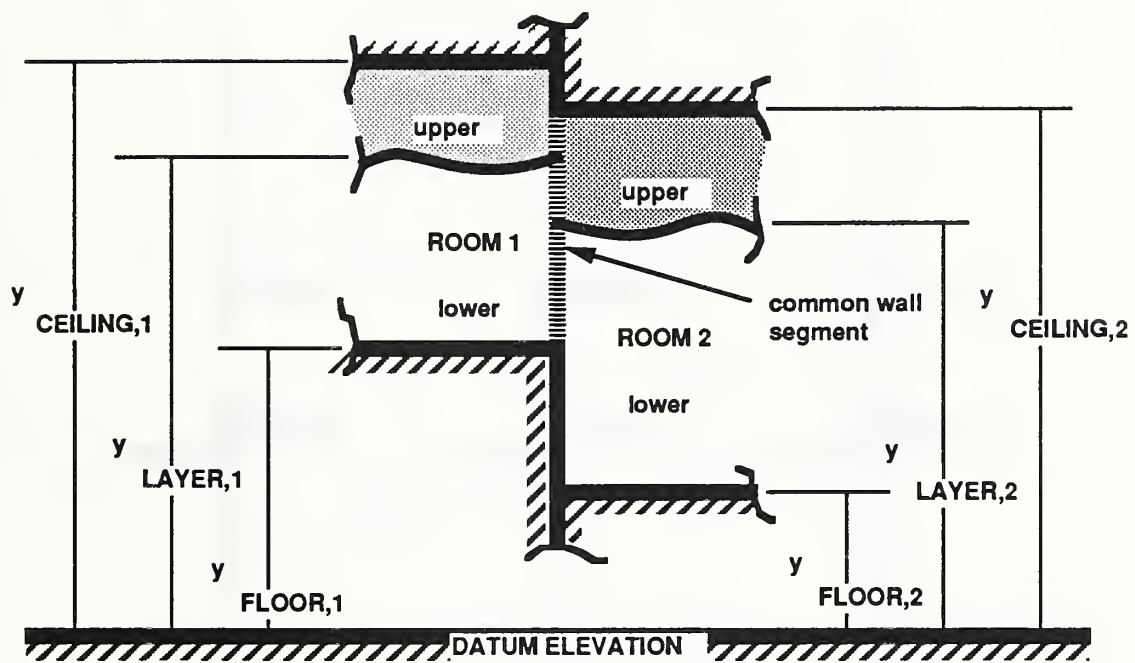 upper
upper
ROOM 1
y
CEILING,1
lower
common wall
segment
y
CEILING,2
ROOM 2
lower
y
LAYER,1
y
LAYER,2
y
FLOOR,1
y
FLOOR,2
DATUM ELEVATION